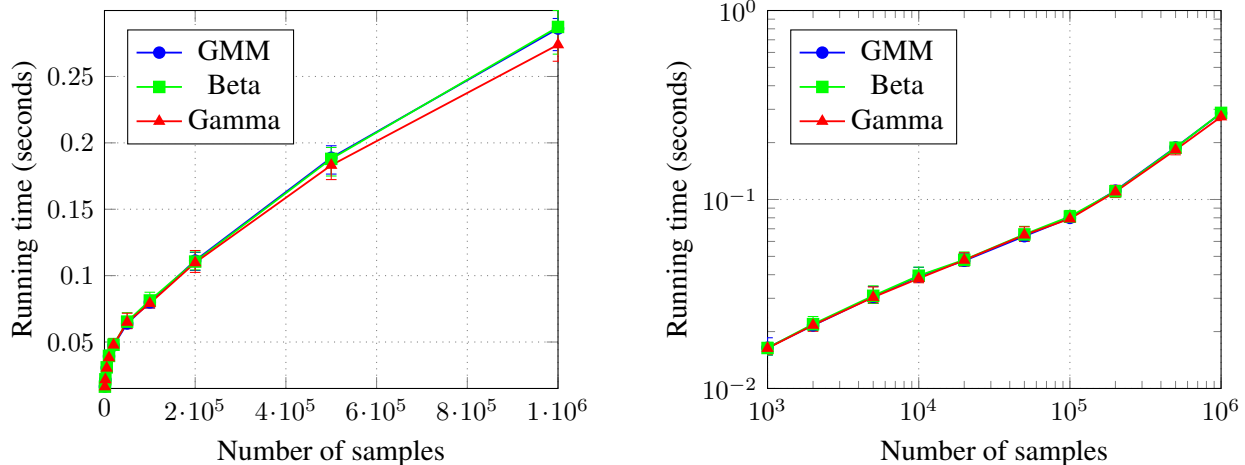 GMM
Beta
Gamma
Running time (seconds)
0.25
0.2
0.15
0.1
0.05
0 2·10^5 4·10^5 6·10^5 8·10^5 1·10^6
Number of samples
GMM
Beta
Gamma
Running time (seconds)
10^0
10^−1
10^−2
10^3 10^4 10^5 10^6
Number of samples